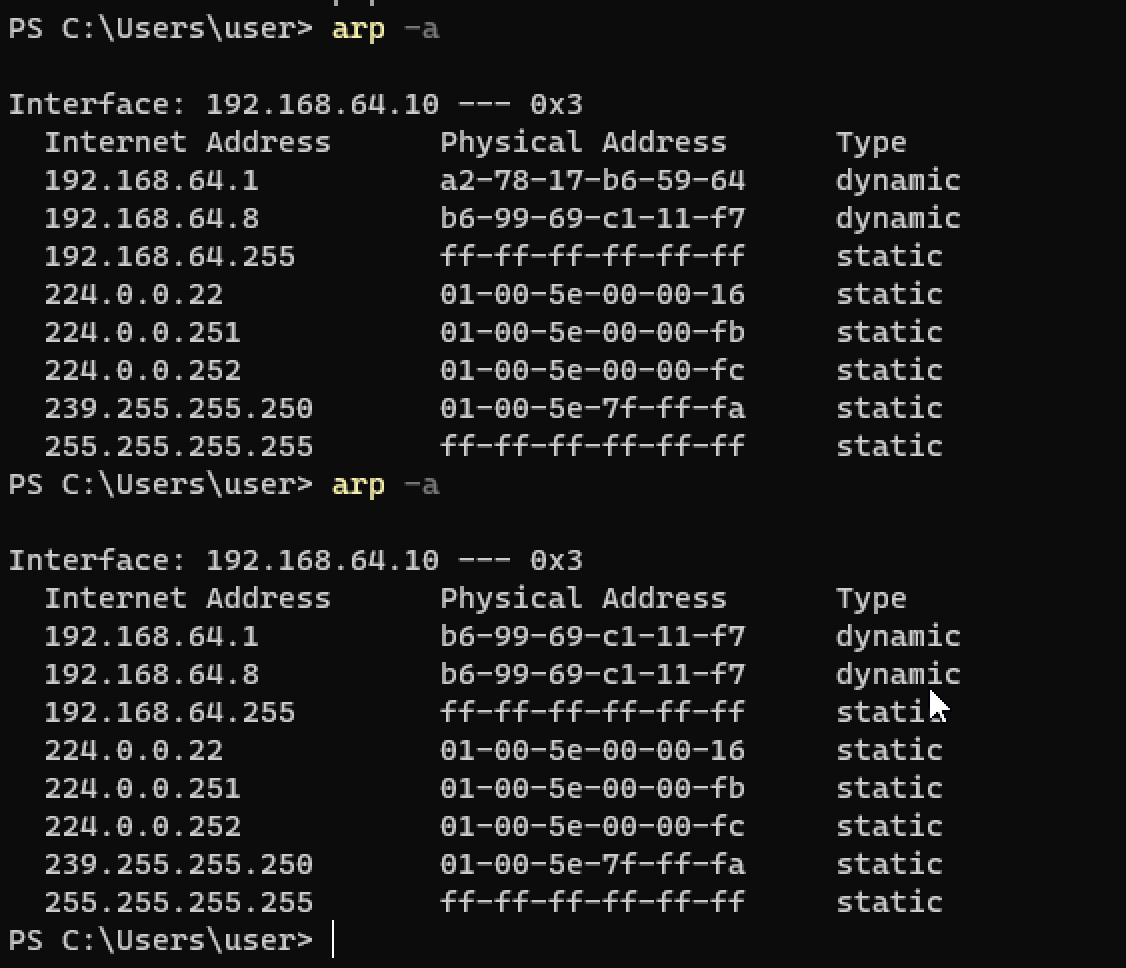 PS C:\Users\user> arp -a
Interface: 192.168.64.10 --- 0x3
Internet Address Physical Address Type
192.168.64.1 a2-78-17-b6-59-64 dynamic
192.168.64.8 b6-99-69-c1-11-f7 dynamic
192.168.64.255 ff-ff-ff-ff-ff-ff static
224.0.0.22 01-00-5e-00-00-16 static
224.0.0.251 01-00-5e-00-00-fb static
224.0.0.252 01-00-5e-00-00-fc static
239.255.255.250 01-00-5e-7f-ff-fa static
255.255.255.255 ff-ff-ff-ff-ff-ff static
PS C:\Users\user> arp -a
Interface: 192.168.64.10 --- 0x3
Internet Address Physical Address Type
192.168.64.1 b6-99-69-c1-11-f7 dynamic
192.168.64.8 b6-99-69-c1-11-f7 dynamic
192.168.64.255 ff-ff-ff-ff-ff-ff static
224.0.0.22 01-00-5e-00-00-16 static
224.0.0.251 01-00-5e-00-00-fb static
224.0.0.252 01-00-5e-00-00-fc static
239.255.255.250 01-00-5e-7f-ff-fa static
255.255.255.255 ff-ff-ff-ff-ff-ff static
PS C:\Users\user>